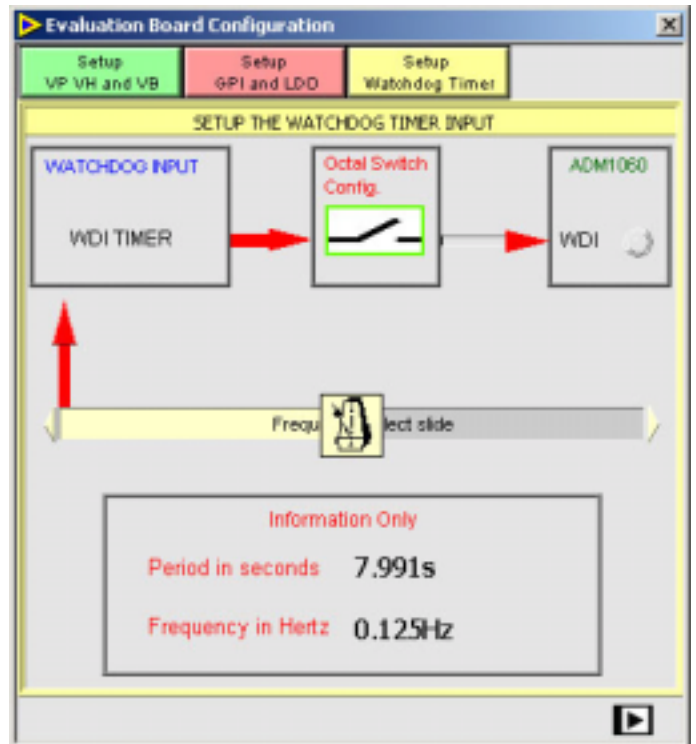 Evaluation Board Configuration
Setup
VP VH and VB
Setup
GPI and LDO
Setup
Watchdog Timer
SETUP THE WATCHDOG TIMER INPUT
WATCHDOG INPUT
WDI TIMER
Octal Switch
Config.
ADM1060
WDI
Frequ lect slide
Information Only
Period in seconds 7.991s
Frequency in Hertz 0.125Hz